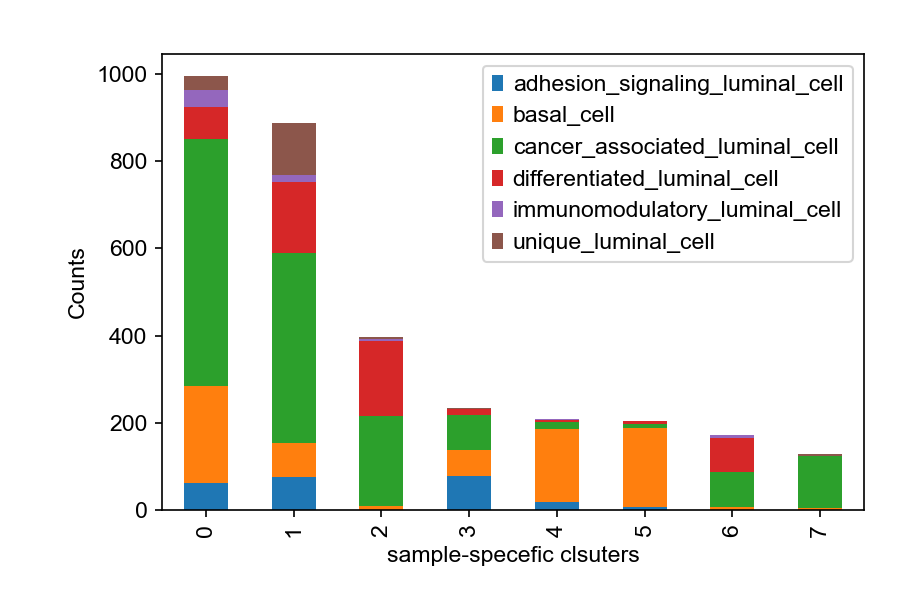 1000
800
600
400
200
0
Counts
adhesion_signaling_luminal_cell
basal_cell
cancer_associated_luminal_cell
differentiated_luminal_cell
immunomodulatory_luminal_cell
unique_luminal_cell
0 1 2 3 4 5 6 7
sample-specefic clsuters